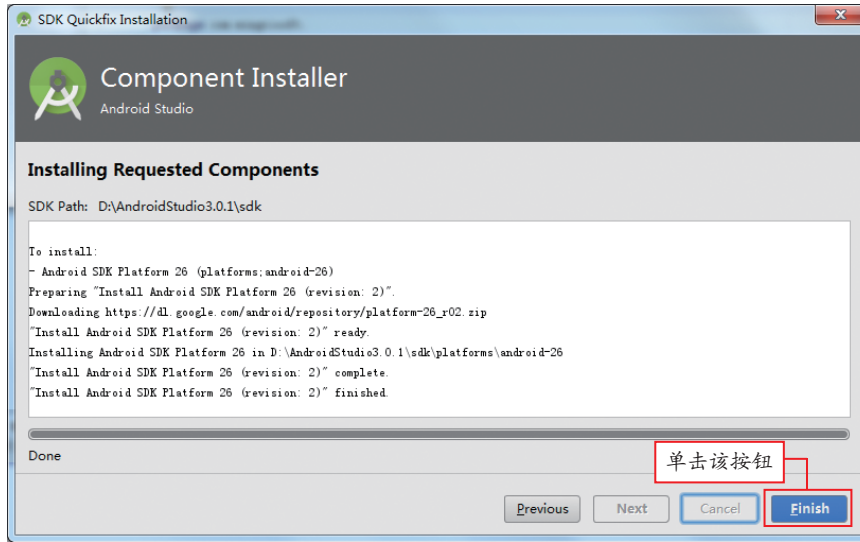 SDK Quickfix Installation
Component Installer
Android Studio
Installing Requested Components
SDK Path: D:\AndroidStudio3.0.1\sdk
To install:
- Android SDK Platform 26 (platforms;android-26)
Preparing "Install Android SDK Platform 26 (revision: 2)".
Downloading https://dl.google.com/android/repository/platform-26_r02.zip
"Install Android SDK Platform 26 (revision: 2)" ready.
Installing Android SDK Platform 26 in D:\AndroidStudio3.0.1\sdk\platforms\android-26
"Install Android SDK Platform 26 (revision: 2)" complete.
"Install Android SDK Platform 26 (revision: 2)" finished.
Done
单击该按钮
Previous Next Cancel Finish